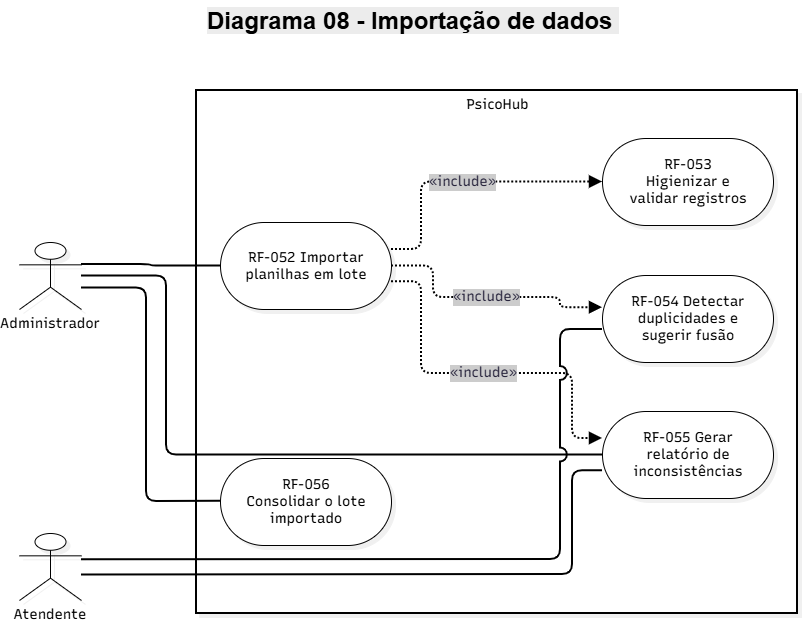 Diagrama 08 - Importação de dados
PsicoHub
RF-053
Higienizar e
validar registros
«include»
RF-052 Importar
planilhas em lote
«include»
RF-054 Detectar
duplicidades e
sugerir fusão
Administrador
«include»
RF-055 Gerar
relatório de
inconsistências
RF-056
Consolidar o lote
importado
Atendente